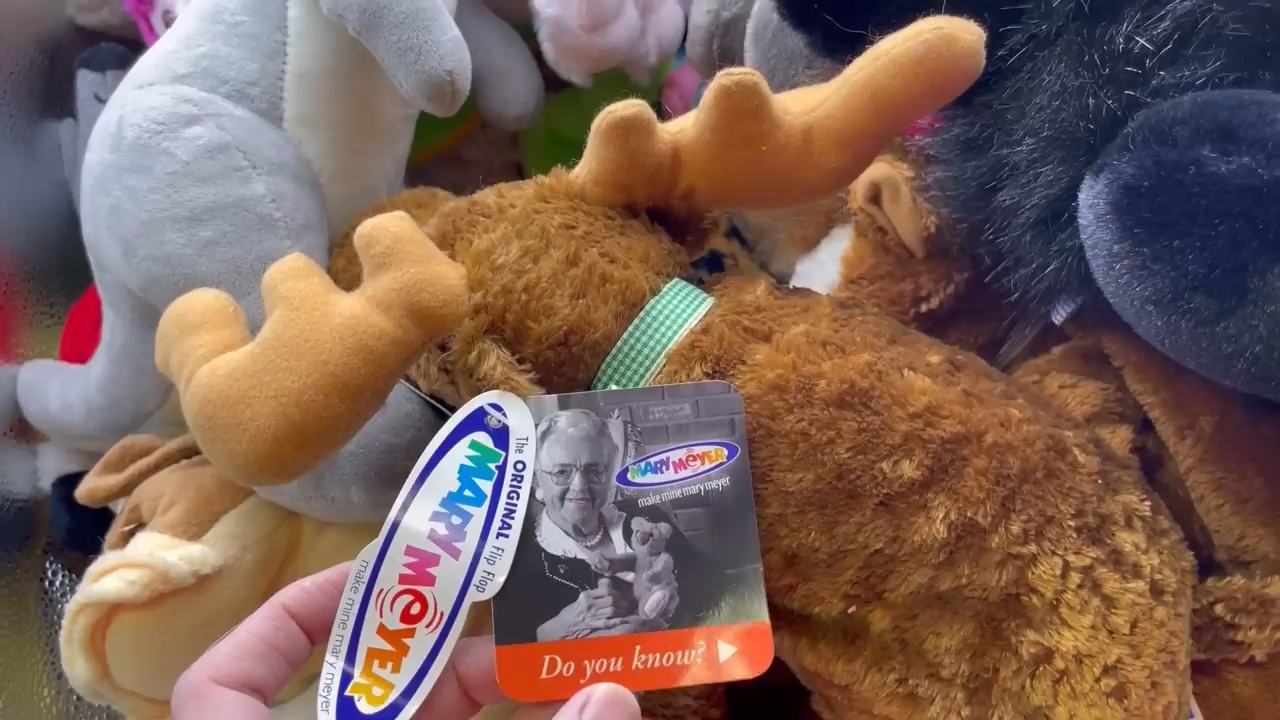 The ORIGINAL Flip Flop
MARY MEYER
make mine mary meyer
MARY MEYER
make mine mary meyer
Do you know?